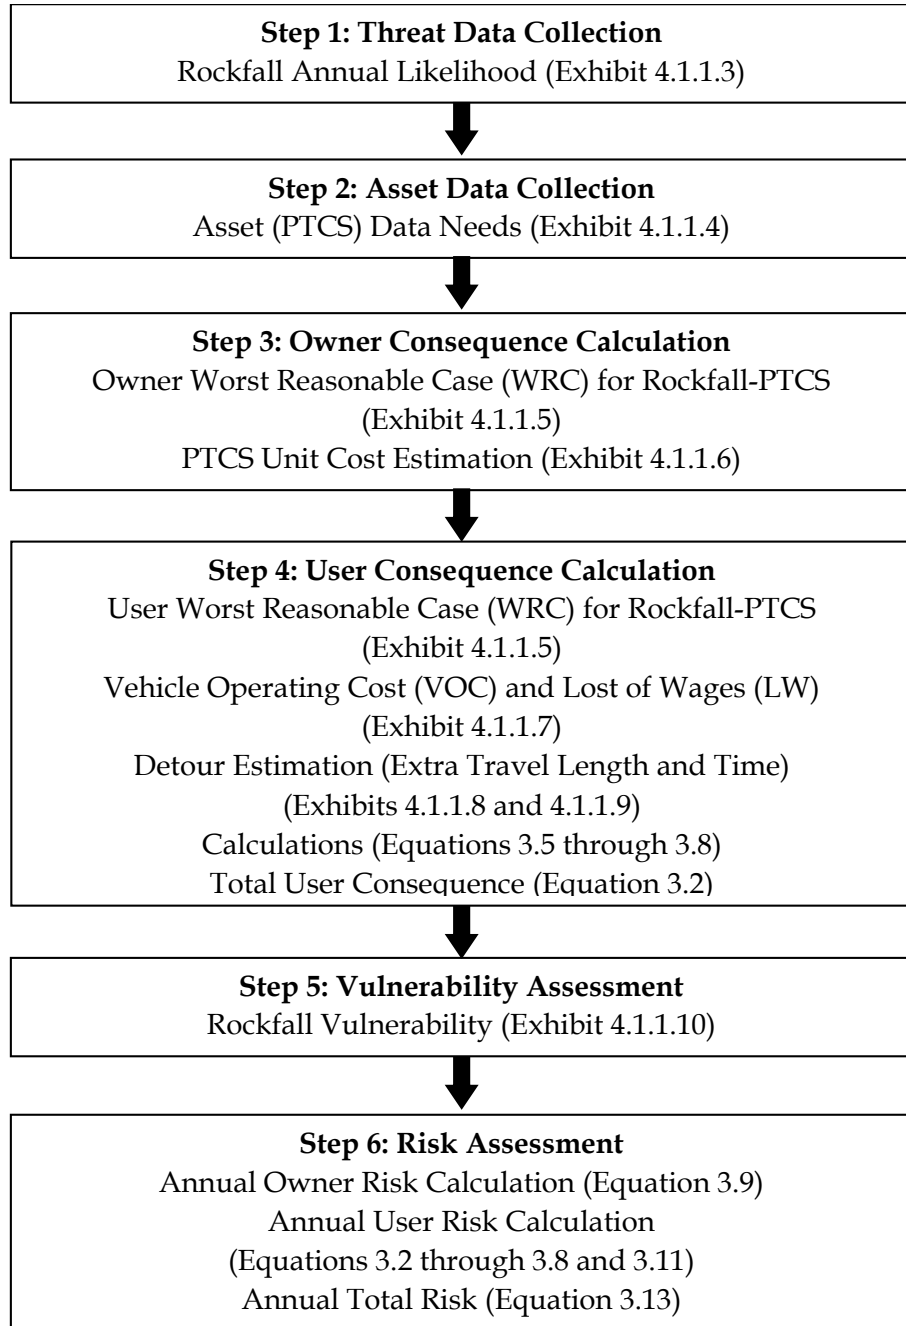 Step 1: Threat Data Collection
Rockfall Annual Likelihood (Exhibit 4.1.1.3)
Step 2: Asset Data Collection
Asset (PTCS) Data Needs (Exhibit 4.1.1.4)
Step 3: Owner Consequence Calculation
Owner Worst Reasonable Case (WRC) for Rockfall-PTCS
(Exhibit 4.1.1.5)
PTCS Unit Cost Estimation (Exhibit 4.1.1.6)
Step 4: User Consequence Calculation
User Worst Reasonable Case (WRC) for Rockfall-PTCS
(Exhibit 4.1.1.5)
Vehicle Operating Cost (VOC) and Lost of Wages (LW)
(Exhibit 4.1.1.7)
Detour Estimation (Extra Travel Length and Time)
(Exhibits 4.1.1.8 and 4.1.1.9)
Calculations (Equations 3.5 through 3.8)
Total User Consequence (Equation 3.2)
Step 5: Vulnerability Assessment
Rockfall Vulnerability (Exhibit 4.1.1.10)
Step 6: Risk Assessment
Annual Owner Risk Calculation (Equation 3.9)
Annual User Risk Calculation
(Equations 3.2 through 3.8 and 3.11)
Annual Total Risk (Equation 3.13)